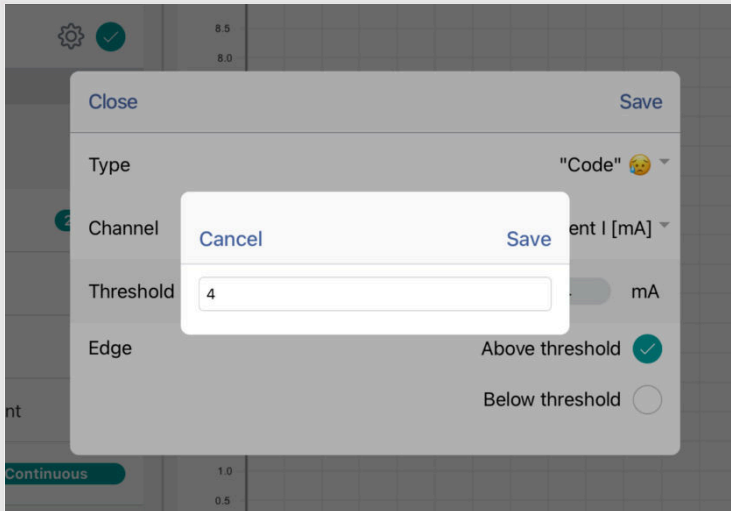 8.5
8.0
Close Save
Type "Code" 😥
Channel ent I [mA]
Cancel Save
Threshold mA
4
Edge Above threshold
Below threshold
nt
Continuous
1.0
0.5